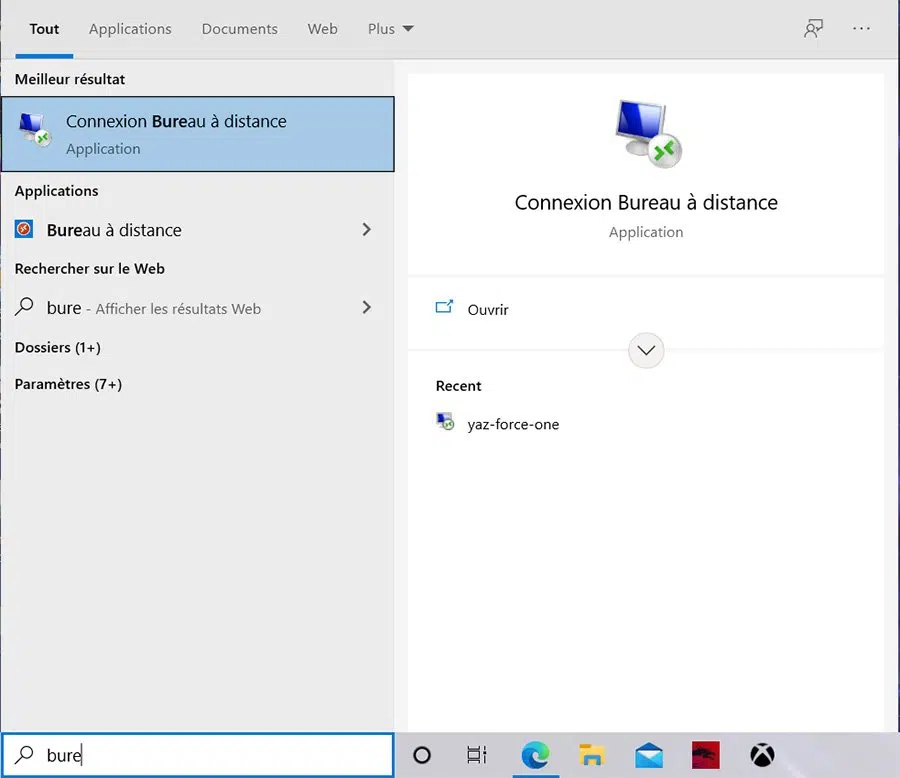 Tout Applications Documents Web Plus
Meilleur résultat
Connexion Bureau à distance
Application
Applications
Bureau à distance
Rechercher sur le Web
bure - Afficher les résultats Web
Dossiers (1+)
Paramètres (7+)
Connexion Bureau à distance
Application
Ouvrir
Recent
yaz-force-one
bure